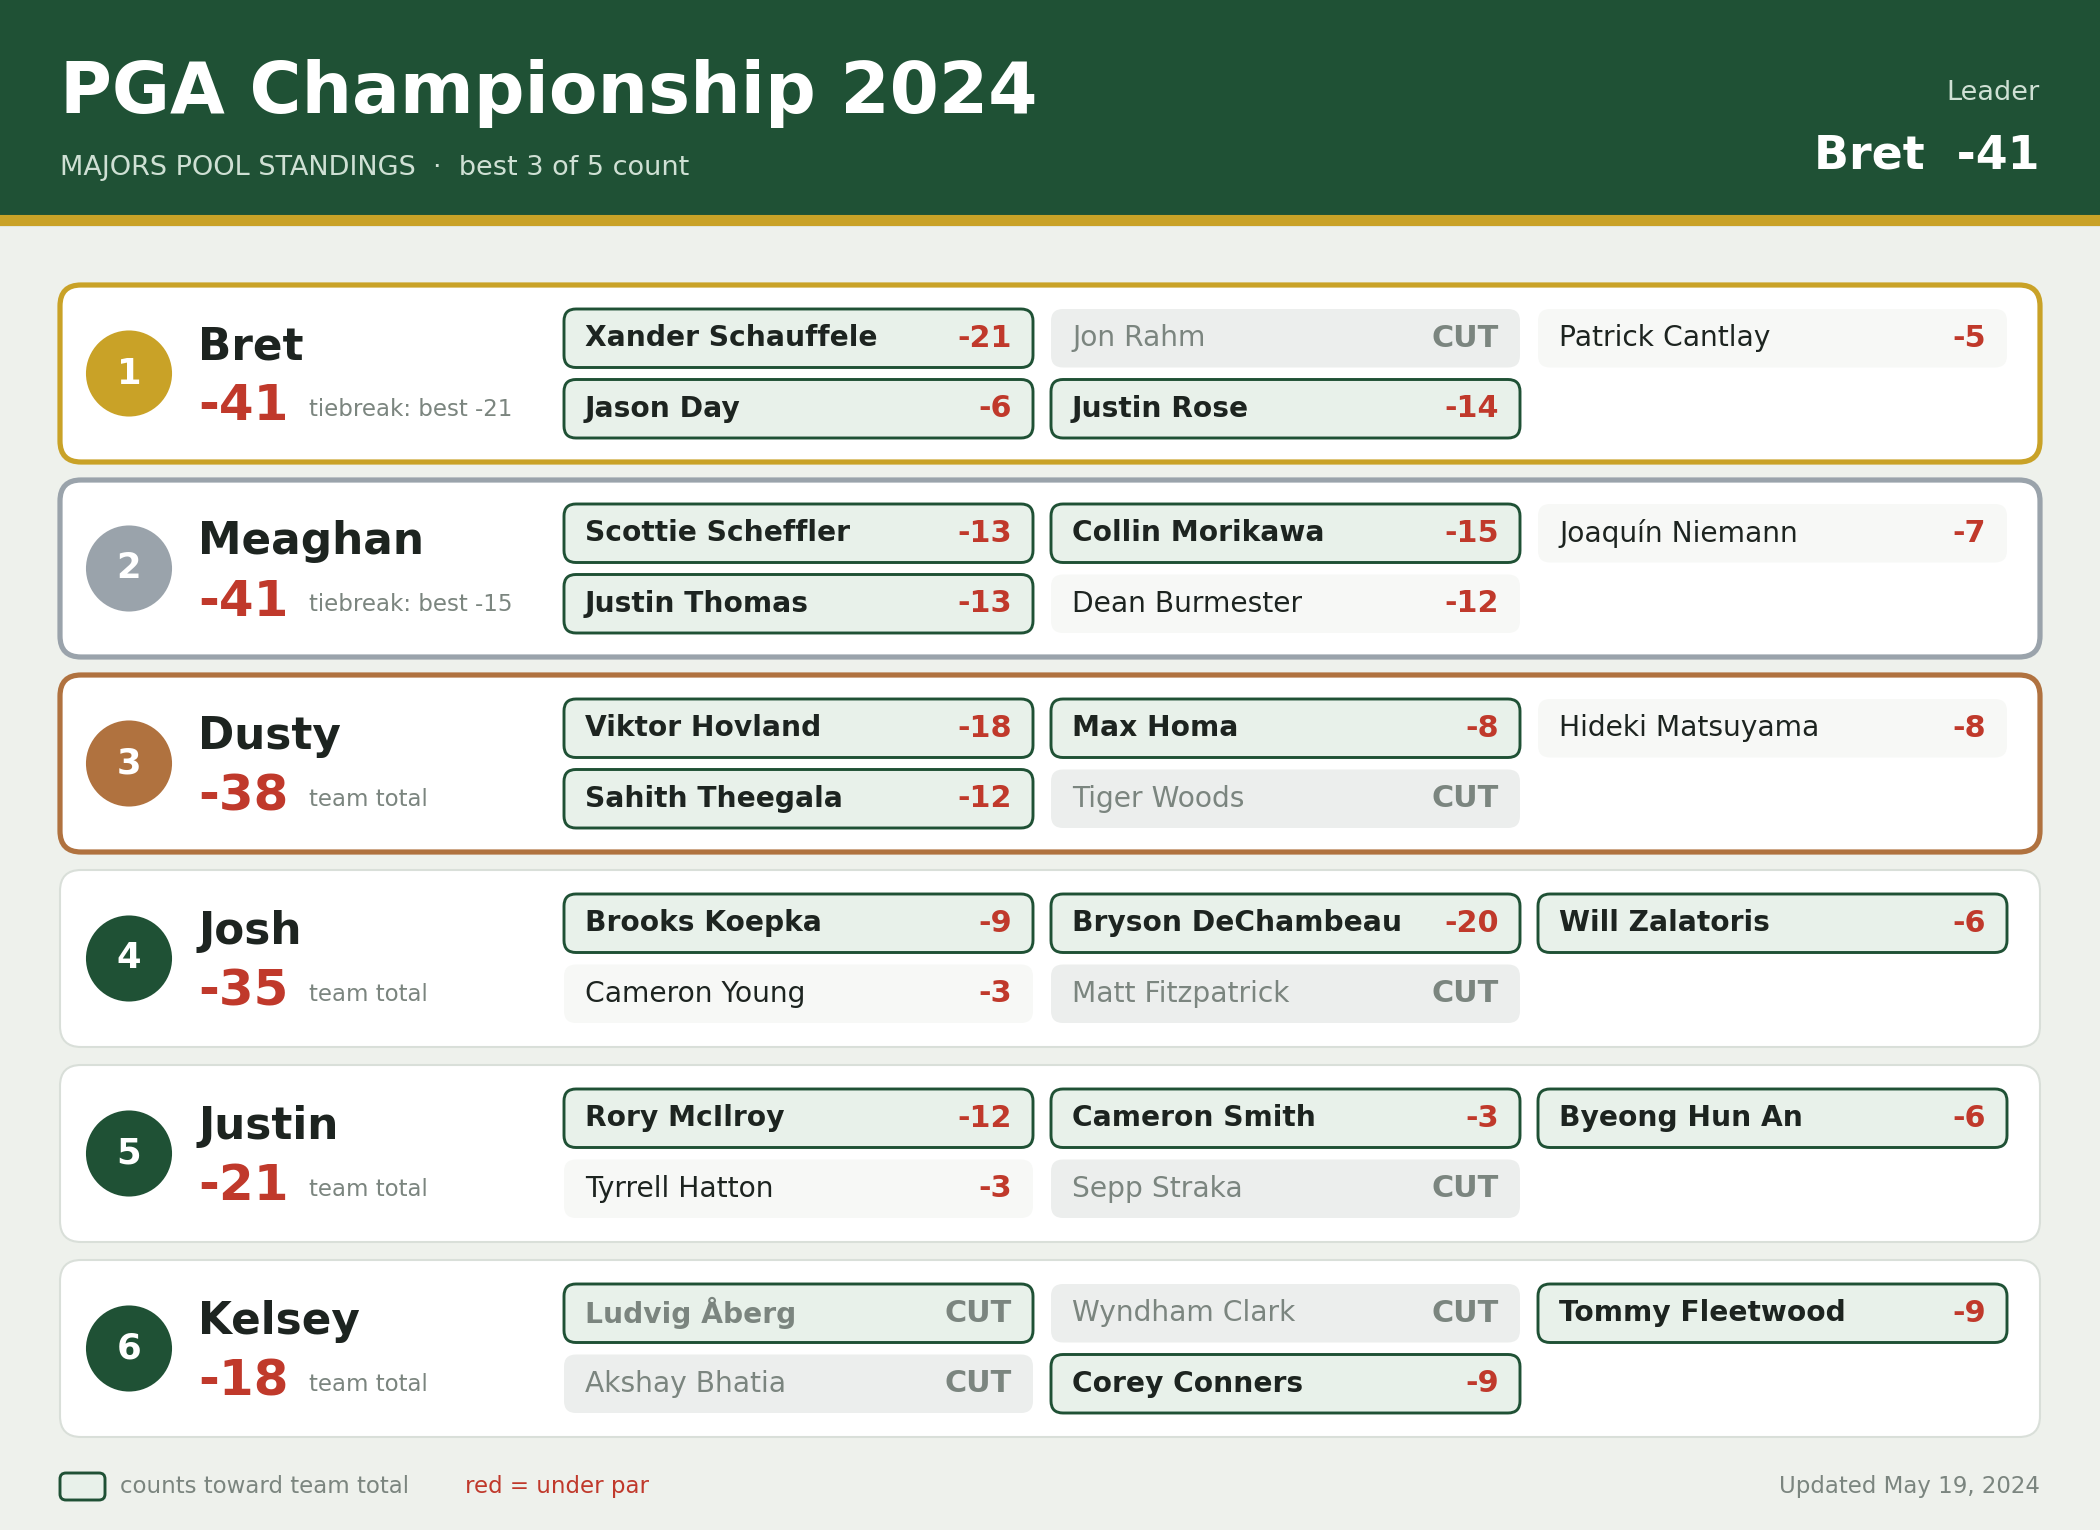 PGA Championship 2024
MAJORS POOL STANDINGS · best 3 of 5 count
Leader
Bret -41
1
Bret
-41 tiebreak: best -21
Xander Schauffele -21
Jon Rahm CUT
Patrick Cantlay -5
Jason Day -6
Justin Rose -14
2
Meaghan
-41 tiebreak: best -15
Scottie Scheffler -13
Collin Morikawa -15
Joaquín Niemann -7
Justin Thomas -13
Dean Burmester -12
3
Dusty
-38 team total
Viktor Hovland -18
Max Homa -8
Hideki Matsuyama -8
Sahith Theegala -12
Tiger Woods CUT
4
Josh
-35 team total
Brooks Koepka -9
Bryson DeChambeau -20
Will Zalatoris -6
Cameron Young -3
Matt Fitzpatrick CUT
5
Justin
-21 team total
Rory McIlroy -12
Cameron Smith -3
Byeong Hun An -6
Tyrrell Hatton -3
Sepp Straka CUT
6
Kelsey
-18 team total
Ludvig Åberg CUT
Wyndham Clark CUT
Tommy Fleetwood -9
Akshay Bhatia CUT
Corey Conners -9
counts toward team total red = under par
Updated May 19, 2024